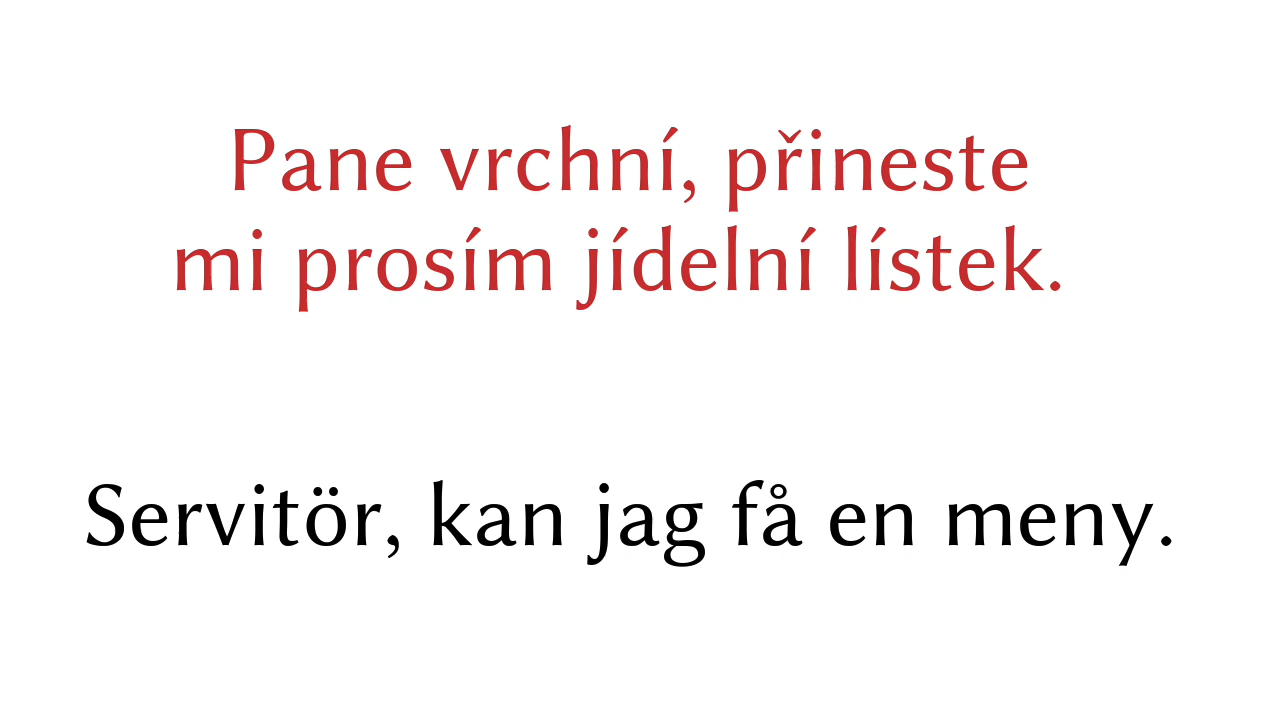 Pane vrchní, přineste
mi prosím jídelní lístek.
Servitör, kan jag få en meny.